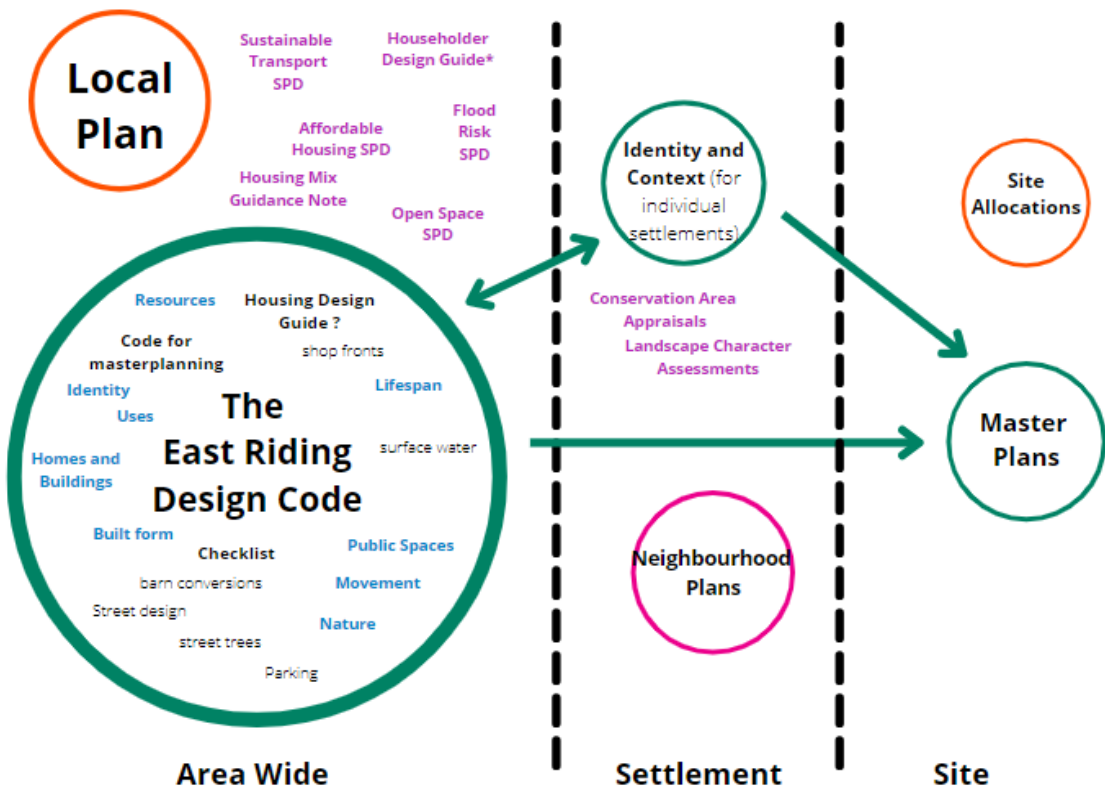 Local
Plan
Sustainable
Transport
SPD
Householder
Design Guide*
Affordable
Housing SPD
Flood
Risk
SPD
Housing Mix
Guidance Note
Open Space
SPD
Resources
Housing Design
Guide ?
shop fronts
Code for
masterplanning
Identity
Uses
Lifespan
The
East Riding
Design Code
surface water
Homes and
Buildings
Built form
Checklist
Public Spaces
barn conversions
Movement
Street design
Nature
street trees
Parking
Area Wide
Identity and
Context (for
individual
settlements)
Conservation Area
Appraisals
Landscape Character
Assessments
Neighbourhood
Plans
Settlement
Site
Allocations
Master
Plans
Site